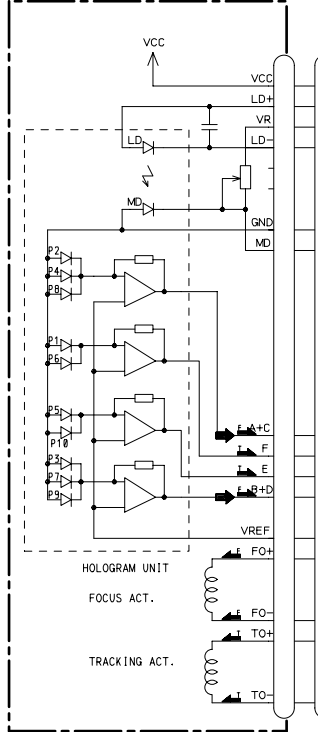 VCC
VCC
LD+
VR
LD
LD-
MD
GND
MD
P2
P4
P8
P1
P6
P5
P10
P3
P7
P9
F A+C
T F
T E
F B+D
VREF
HOLOGRAM UNIT
F FO+
FOCUS ACT.
F FO-
T TO+
TRACKING ACT.
T TO-